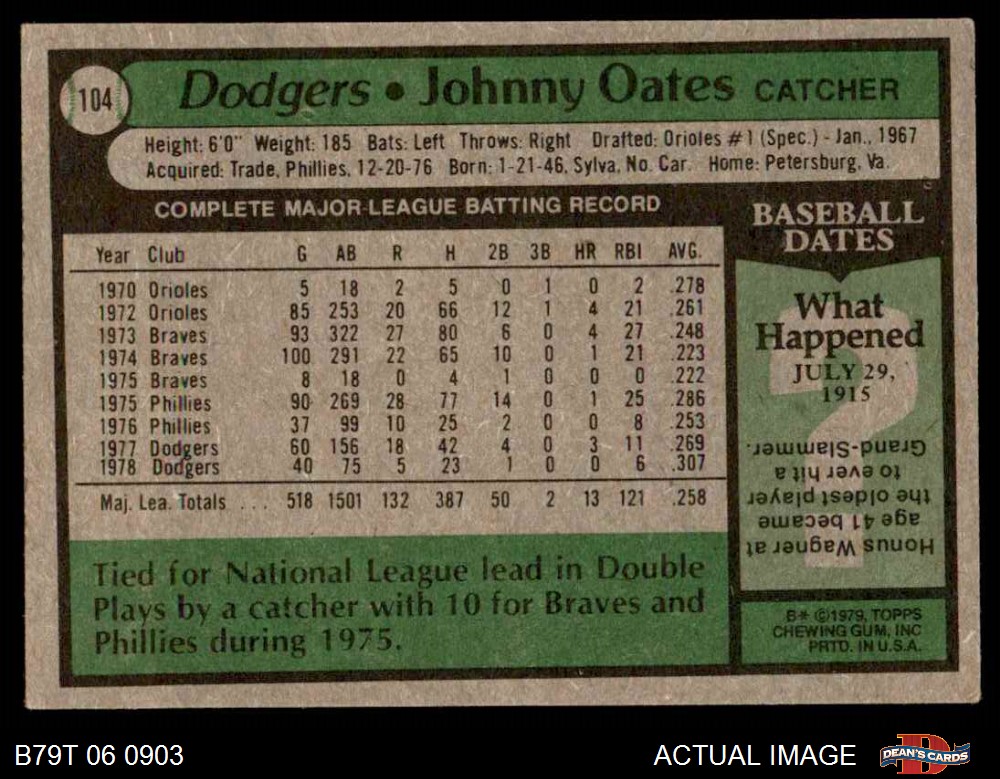 104
Dodgers • Johnny Oates CATCHER
Height: 6'0" Weight: 185 Bats: Left Throws: Right Drafted: Orioles #1 (Spec.) - Jan., 1967
Acquired: Trade, Phillies, 12-20-76 Born: 1-21-46, Sylva, No. Car. Home: Petersburg, Va.
COMPLETE MAJOR LEAGUE BATTING RECORD
Year Club G AB R H 2B 3B HR RBI AVG.
1970 Orioles 5 18 2 5 0 1 0 2 .278
1972 Orioles 85 253 20 66 12 1 4 21 .261
1973 Braves 93 322 27 80 6 0 4 27 .248
1974 Braves 100 291 22 65 10 0 1 21 .223
1975 Braves 8 18 0 4 1 0 0 0 .222
1975 Phillies 90 269 28 77 14 0 1 25 .286
1976 Phillies 37 99 10 25 2 0 0 8 .253
1977 Dodgers 60 156 18 42 4 0 3 11 .269
1978 Dodgers 40 75 5 23 1 0 0 6 .307
Maj. Lea. Totals . . . 518 1501 132 387 50 2 13 121 .258
Tied for National League lead in Double
Plays by a catcher with 10 for Braves and
Phillies during 1975.
BASEBALL
DATES
What
Happened
JULY 29,
1915
Honus Wagner at
age 41 became
the oldest player
to ever hit a
Grand-Slammer.
B* ©1979, TOPPS
CHEWING GUM, INC
PRTD. IN U.S.A.
B79T 06 0903
ACTUAL IMAGE
DEAN'S CARDS